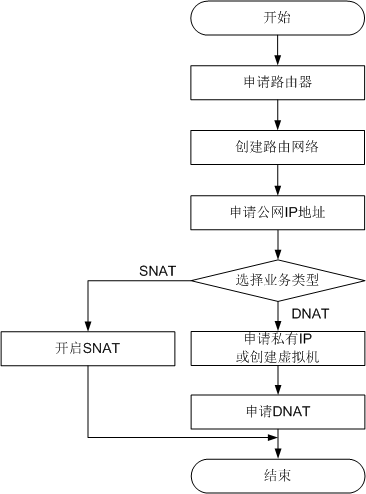 开始
申请路由器
创建路由网络
申请公网IP地址
选择业务类型
SNAT
DNAT
开启SNAT
申请私有IP
或创建虚拟机
申请DNAT
结束